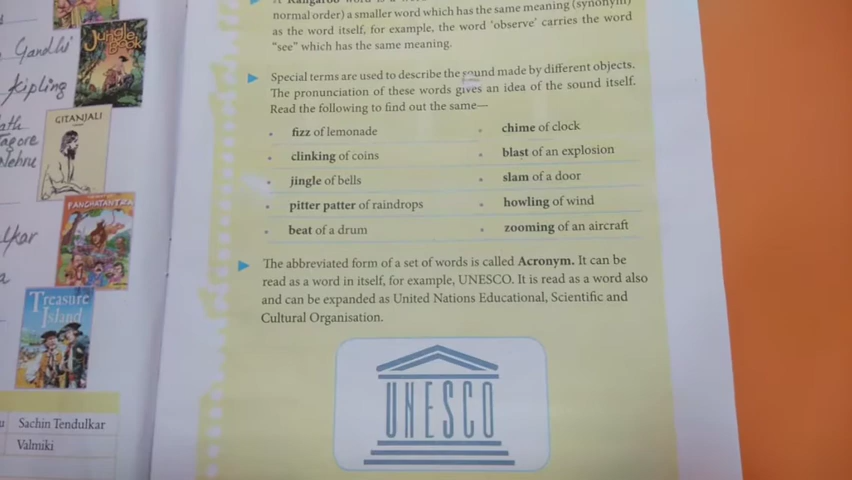 Gandhi
Jungle
Book
Kipling
GITANJALI
Tagore
Nehru
PANCHATANTRA
Treasure
Island
Sachin Tendulkar
Valmiki
normal order) a smaller word which has the same meaning (synonym)
as the word itself, for example, the word 'observe' carries the word
"see" which has the same meaning.
Special terms are used to describe the sound made by different objects.
The pronunciation of these words gives an idea of the sound itself.
Read the following to find out the same—
fizz of lemonade
clinking of coins
jingle of bells
pitter patter of raindrops
beat of a drum
chime of clock
blast of an explosion
slam of a door
howling of wind
zooming of an aircraft
The abbreviated form of a set of words is called Acronym. It can be
read as a word in itself, for example, UNESCO. It is read as a word also
and can be expanded as United Nations Educational, Scientific and
Cultural Organisation.
UNESCO